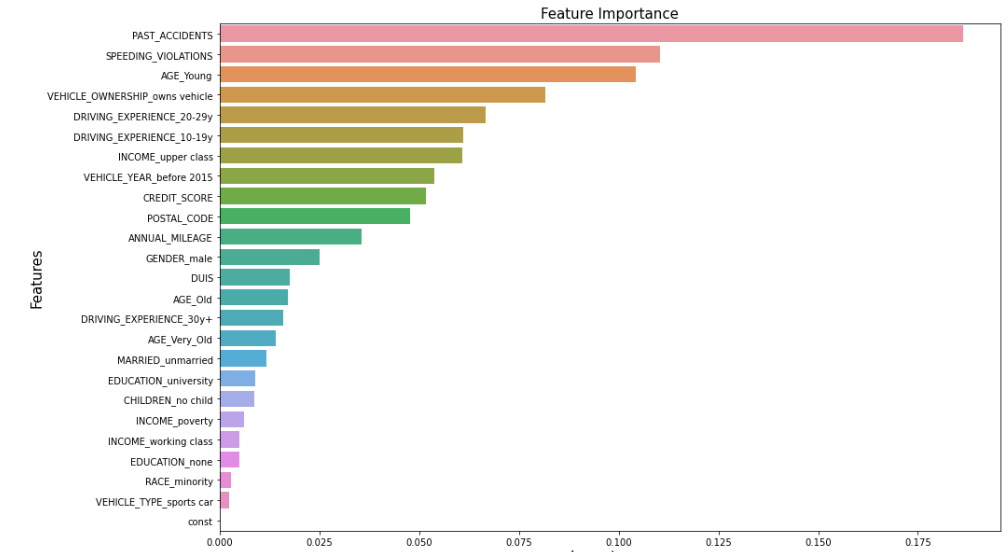 Feature Importance
PAST_ACCIDENTS
SPEEDING_VIOLATIONS
AGE_Young
VEHICLE_OWNERSHIP_owns vehicle
DRIVING_EXPERIENCE_20-29y
DRIVING_EXPERIENCE_10-19y
INCOME_upper class
VEHICLE_YEAR_before 2015
CREDIT_SCORE
POSTAL_CODE
ANNUAL_MILEAGE
GENDER_male
DUIS
AGE_Old
DRIVING_EXPERIENCE_30y+
AGE_Very_Old
MARRIED_unmarried
EDUCATION_university
CHILDREN_no child
INCOME_poverty
INCOME_working class
EDUCATION_none
RACE_minority
VEHICLE_TYPE_sports car
const
Features
0.000 0.025 0.050 0.075 0.100 0.125 0.150 0.175